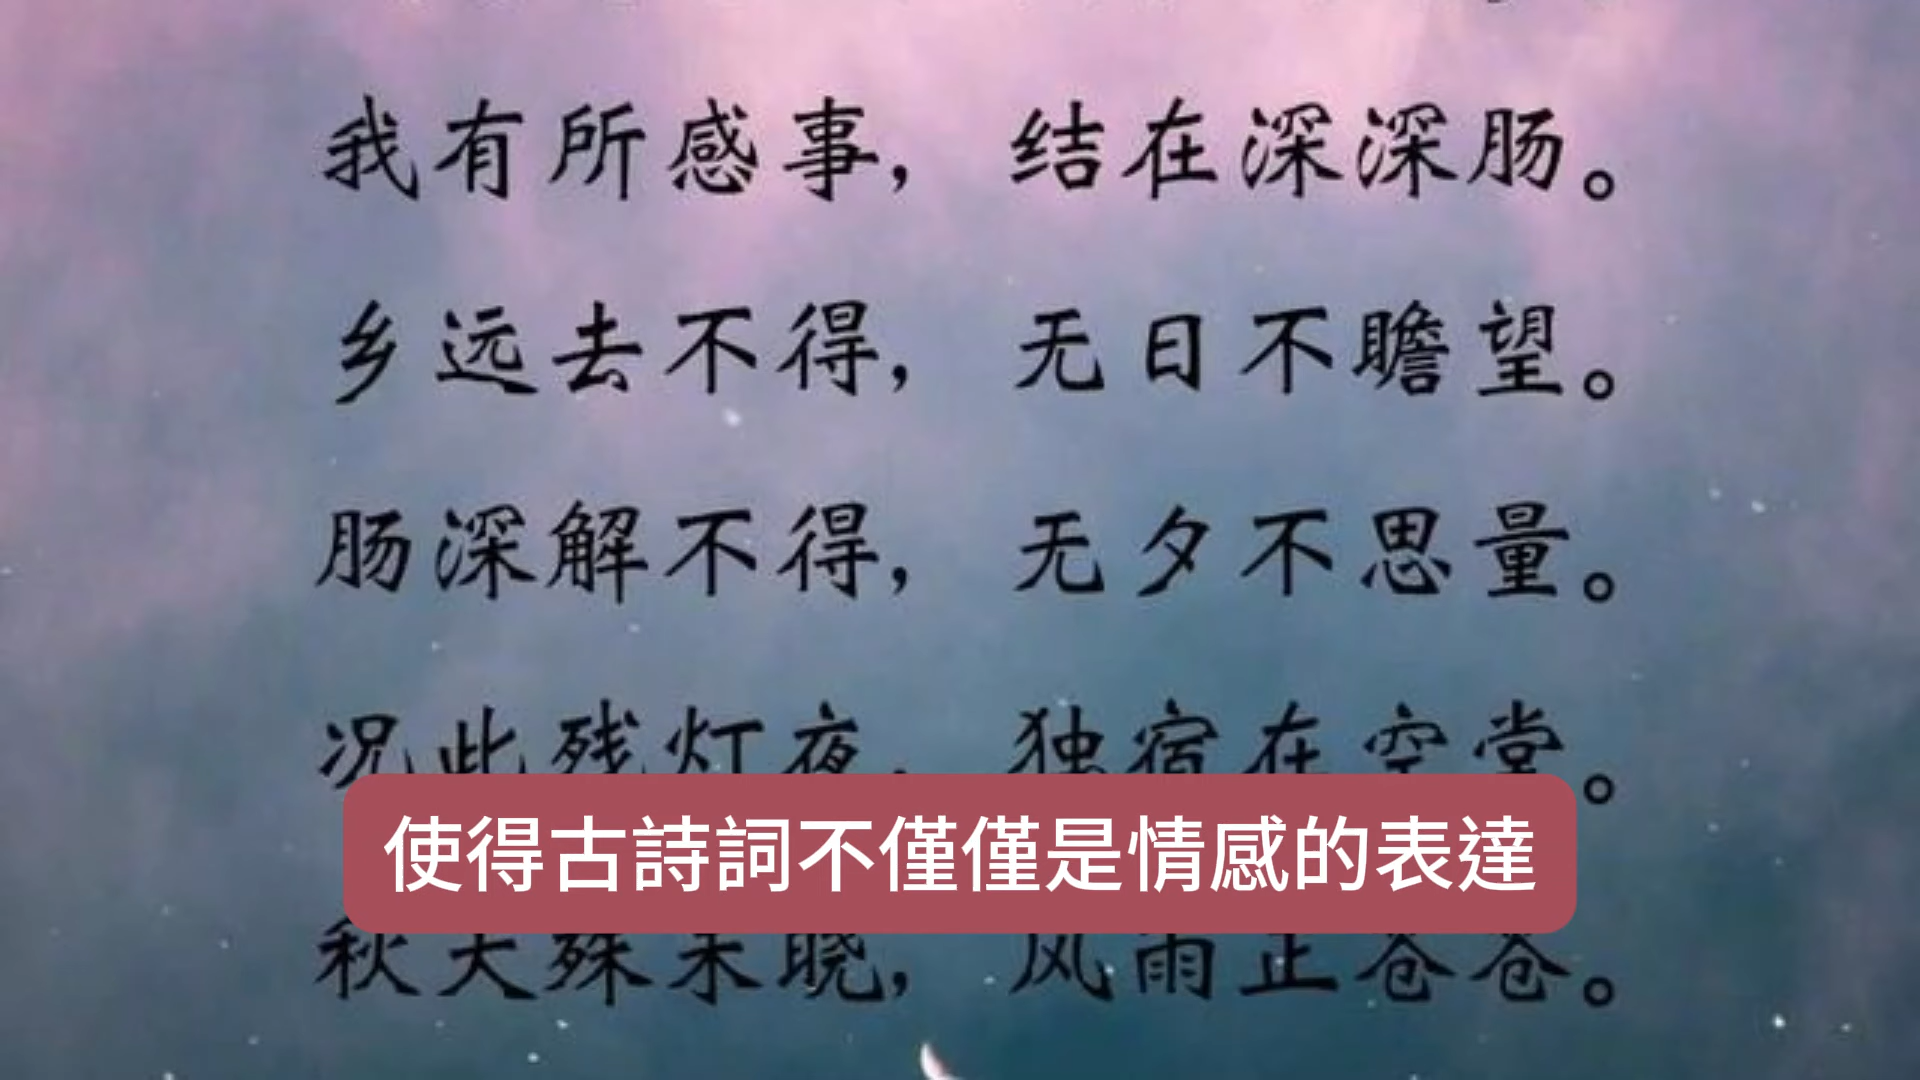 我有所感事，结在深深肠。
乡远去不得，无日不瞻望。
肠深解不得，无夕不思量。
况此残灯夜，独宿在空堂。
使得古詩詞不僅僅是情感的表達
秋天殊未晓，风雨正苍苍。